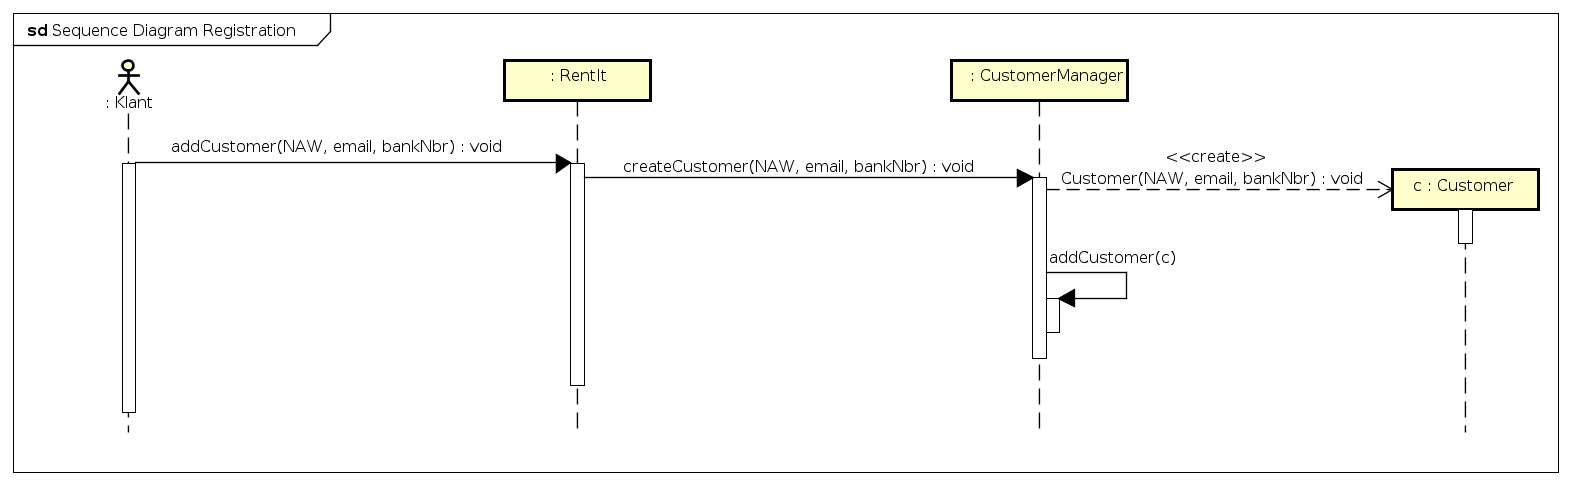 sd Sequence Diagram Registration
: Klant
: RentIt
: CustomerManager
addCustomer(NAW, email, bankNbr) : void
createCustomer(NAW, email, bankNbr) : void
<<create>>
Customer(NAW, email, bankNbr) : void
c : Customer
addCustomer(c)